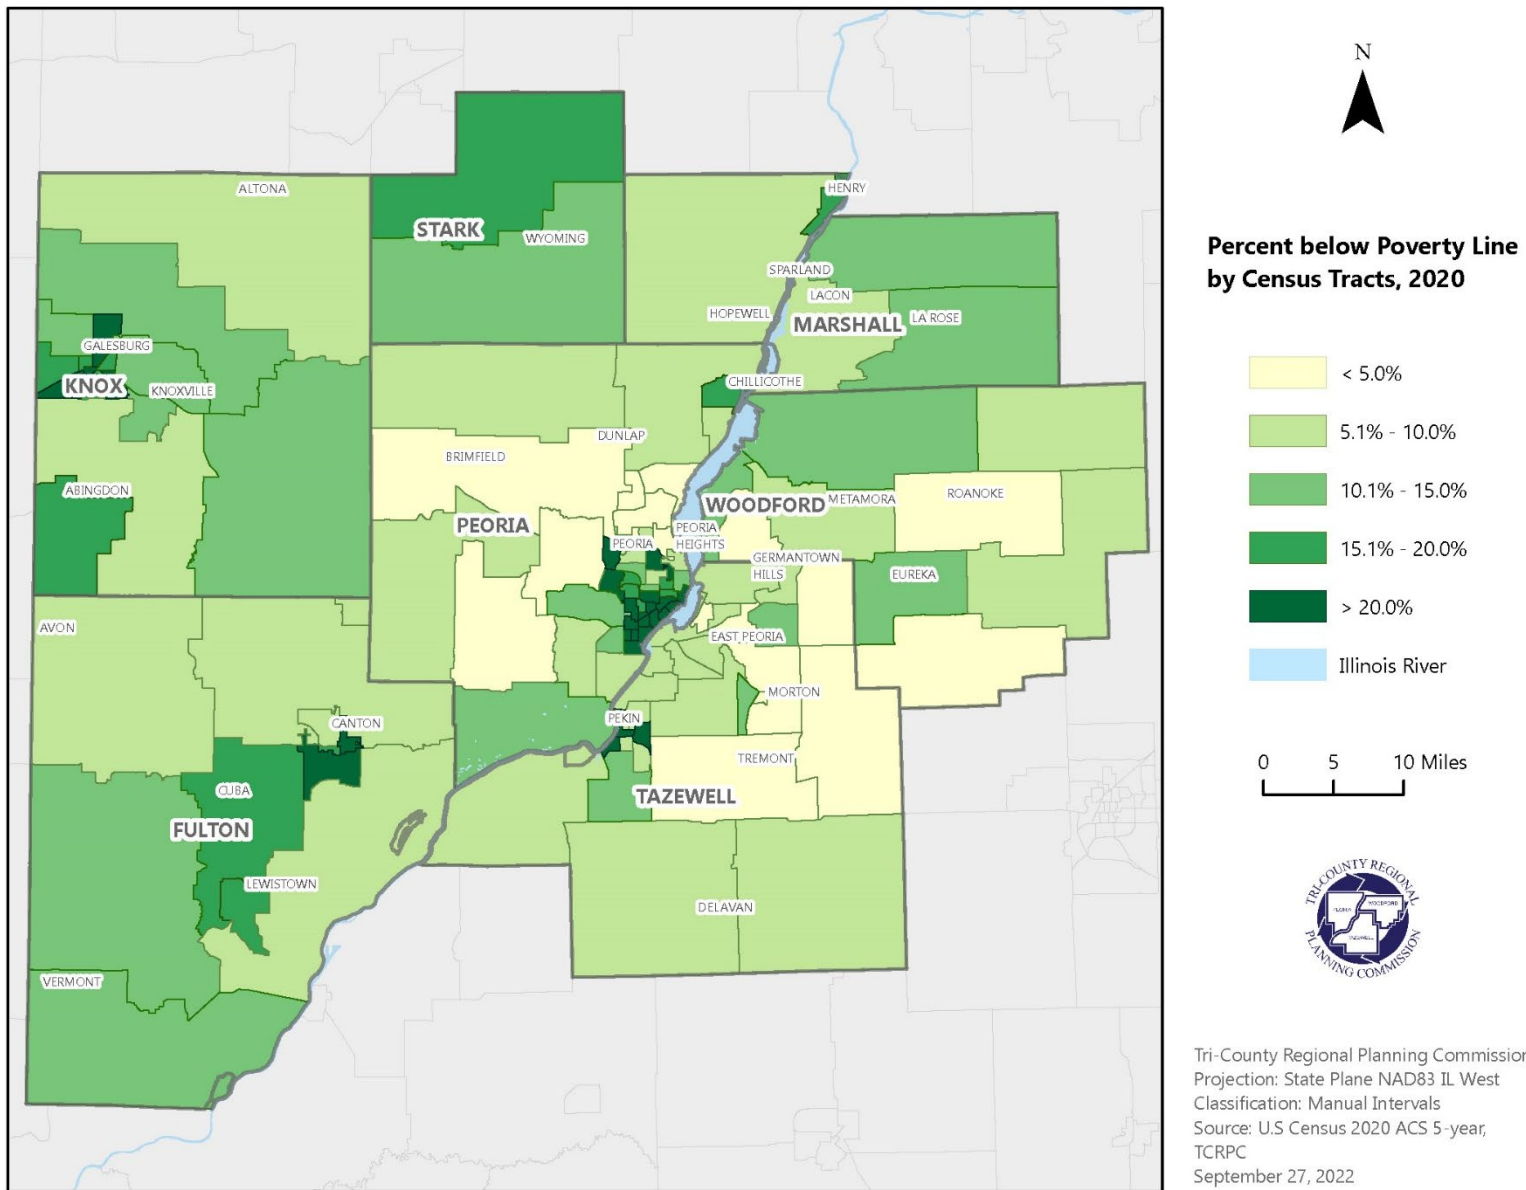 N
Percent below Poverty Line
by Census Tracts, 2020
< 5.0%
5.1% - 10.0%
10.1% - 15.0%
15.1% - 20.0%
> 20.0%
Illinois River
0 5 10 Miles
TRI-COUNTY REGIONAL
PEORIA
WOODFORD
TAZEWELL
PLANNING COMMISSION
Tri-County Regional Planning Commission
Projection: State Plane NAD83 IL West
Classification: Manual Intervals
Source: U.S Census 2020 ACS 5-year,
TCRPC
September 27, 2022
ALTONA
HENRY
STARK
WYOMING
SPARLAND
LACON
HOPEWELL
MARSHALL
LA ROSE
GALESBURG
KNOX
KNOXVILLE
CHILLICOTHE
DUNLAP
BRIMFIELD
ABINGDON
ROANOKE
METAMORA
WOODFORD
PEORIA
PEORIA
HEIGHTS
PEORIA
GERMANTOWN
HILLS
EUREKA
AVON
EAST PEORIA
MORTON
PEKIN
CANTON
TREMONT
CUBA
TAZEWELL
FULTON
LEWISTOWN
DELAVAN
VERMONT